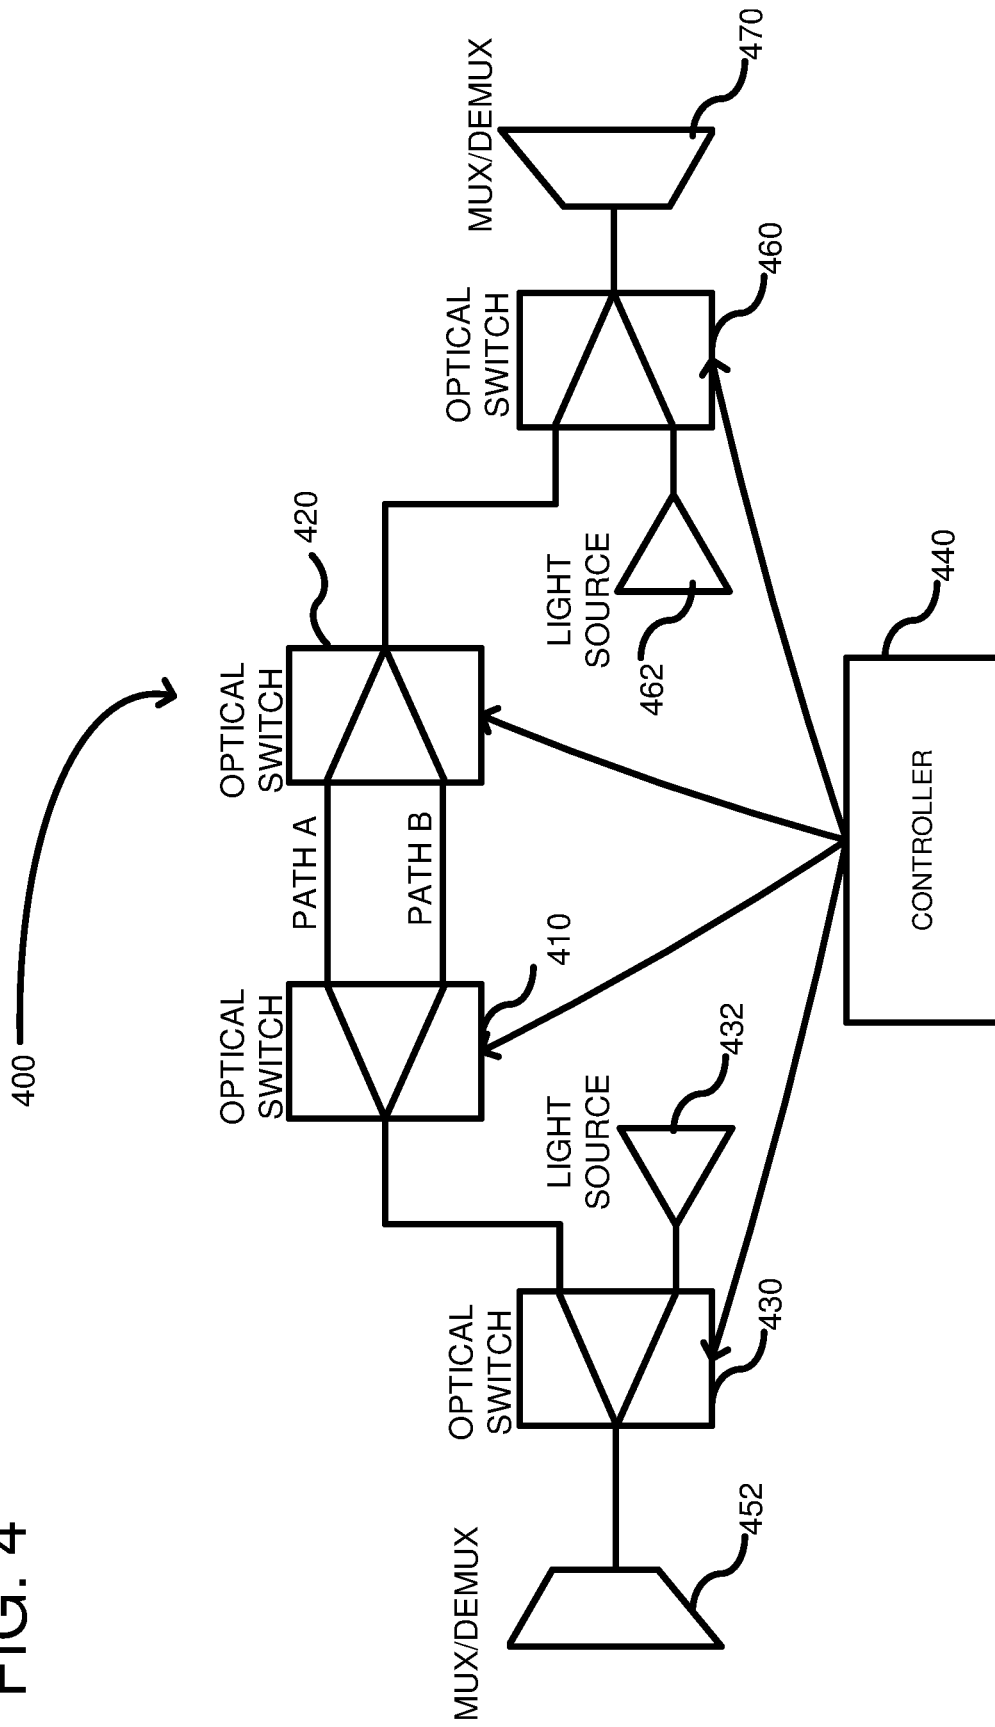 FIG. 4
400
OPTICAL
SWITCH
PATH A
PATH B
410
OPTICAL
SWITCH
420
MUX/DEMUX
452
OPTICAL
SWITCH
430
LIGHT
SOURCE
432
LIGHT
SOURCE
462
OPTICAL
SWITCH
460
MUX/DEMUX
470
CONTROLLER
440